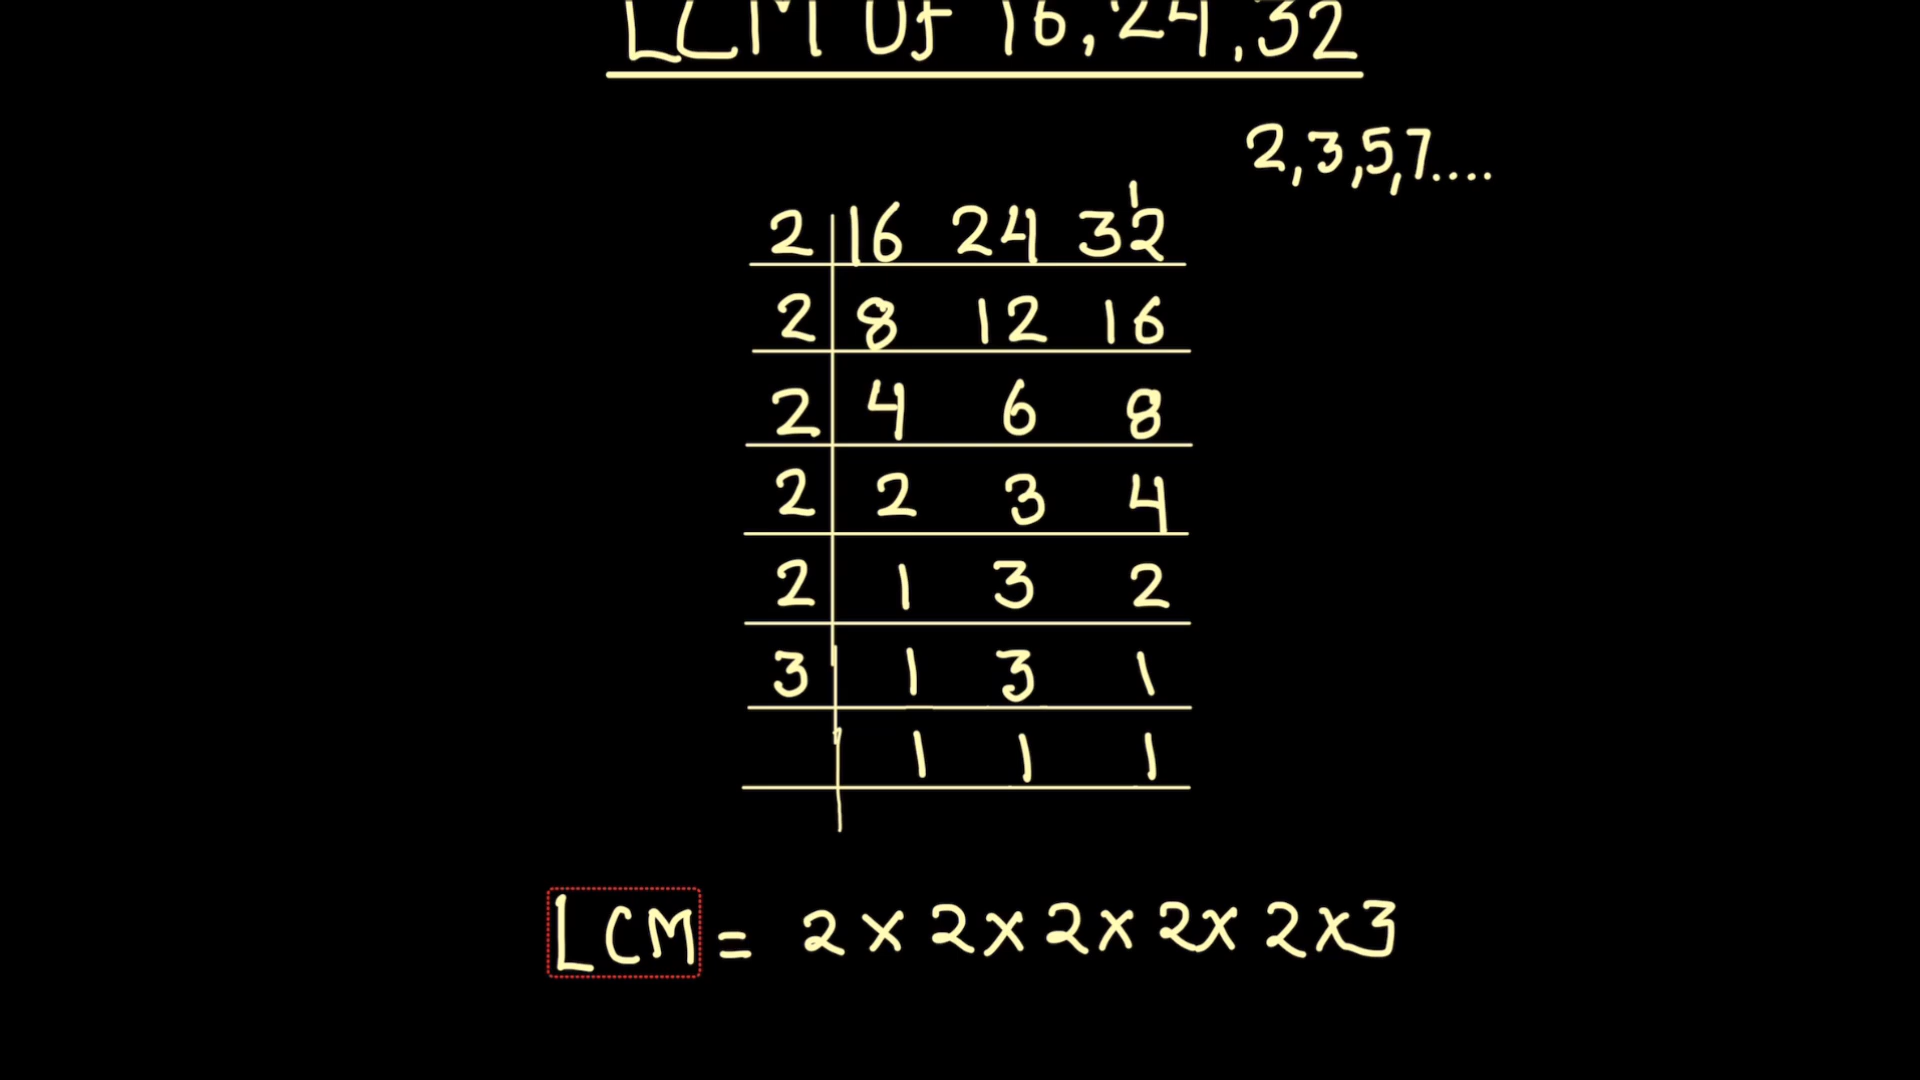 LCM Of 16,24,32
2,3,5,7....
1
2 16 24 32
2 8 12 16
2 4 6 8
2 2 3 4
2 1 3 2
3 1 3 1
1 1 1
LCM = 2 x 2 x 2 x 2 x 2 x 3